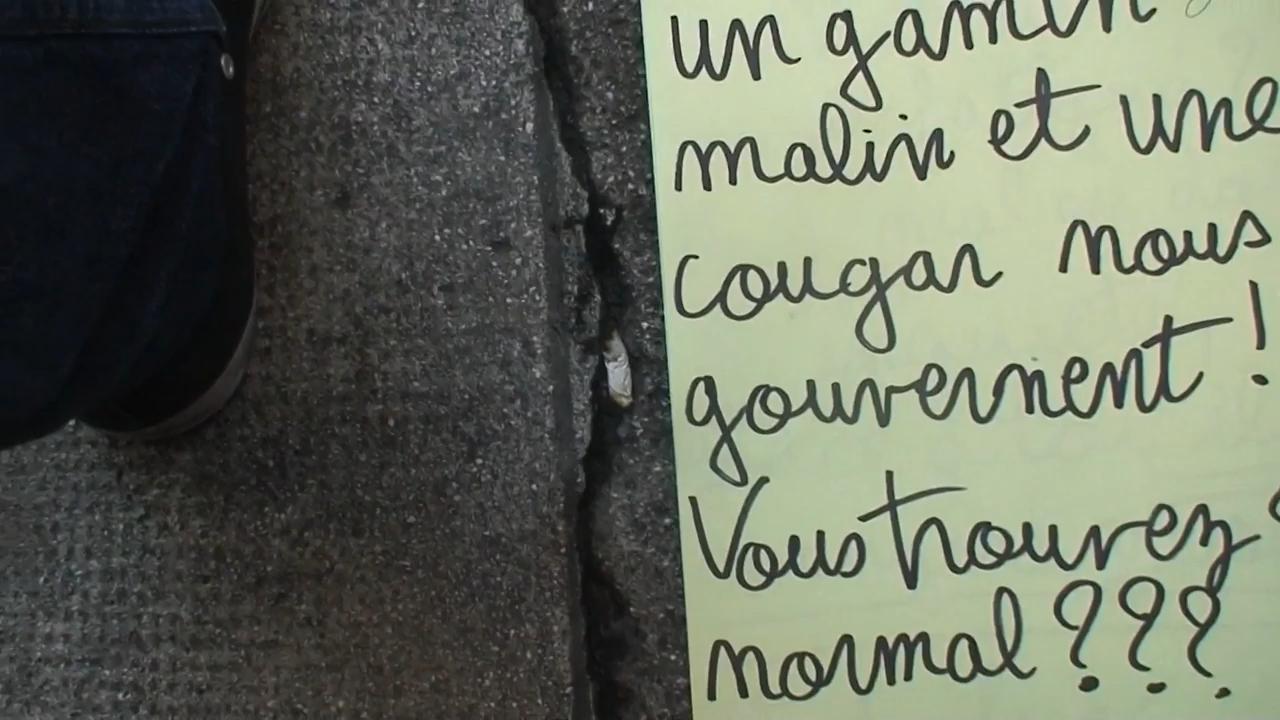 un gamin
malin et une
cougar nous
gouvernent !
Vous trouvez
normal ???